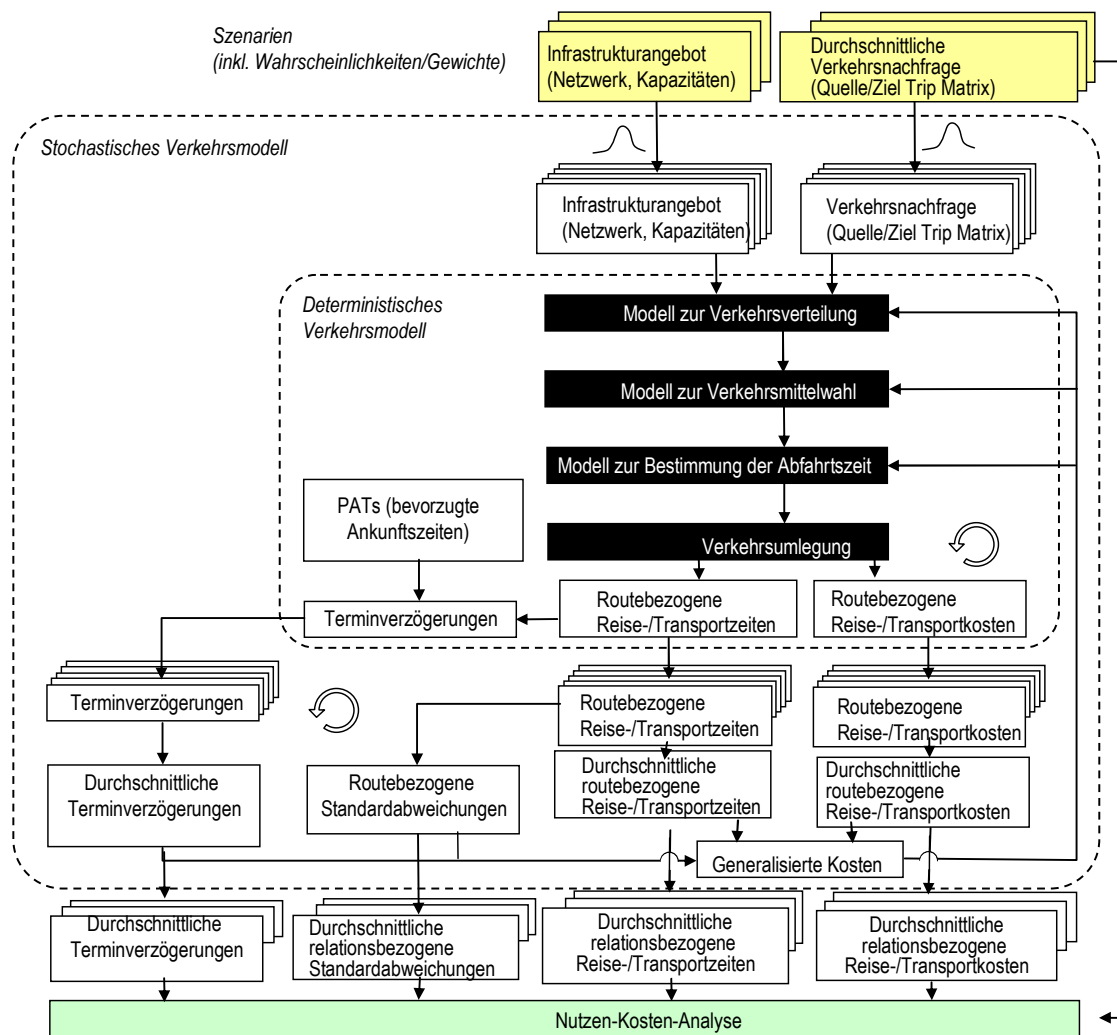 Szenarien
(inkl. Wahrscheinlichkeiten/Gewichte)
Infrastrukturangebot
(Netzwerk, Kapazitäten)
Durchschnittliche
Verkehrsnachfrage
(Quelle/Ziel Trip Matrix)
Stochastisches Verkehrsmodell
Infrastrukturangebot
(Netzwerk, Kapazitäten)
Verkehrsnachfrage
(Quelle/Ziel Trip Matrix)
Deterministisches
Verkehrsmodell
Modell zur Verkehrsverteilung
Modell zur Verkehrsmittelwahl
Modell zur Bestimmung der Abfahrtszeit
PATs (bevorzugte
Ankunftszeiten)
Verkehrsumlegung
Terminverzögerungen
Routebezogene
Reise-/Transportzeiten
Routebezogene
Reise-/Transportkosten
Terminverzögerungen
Routebezogene
Reise-/Transportzeiten
Routebezogene
Reise-/Transportkosten
Durchschnittliche
Terminverzögerungen
Routebezogene
Standardabweichungen
Durchschnittliche
routebezogene
Reise-/Transportzeiten
Durchschnittliche
routebezogene
Reise-/Transportkosten
Generalisierte Kosten
Durchschnittliche
Terminverzögerungen
Durchschnittliche
relationsbezogene
Standardabweichungen
Durchschnittliche
relationsbezogene
Reise-/Transportzeiten
Durchschnittliche
relationsbezogene
Reise-/Transportkosten
Nutzen-Kosten-Analyse